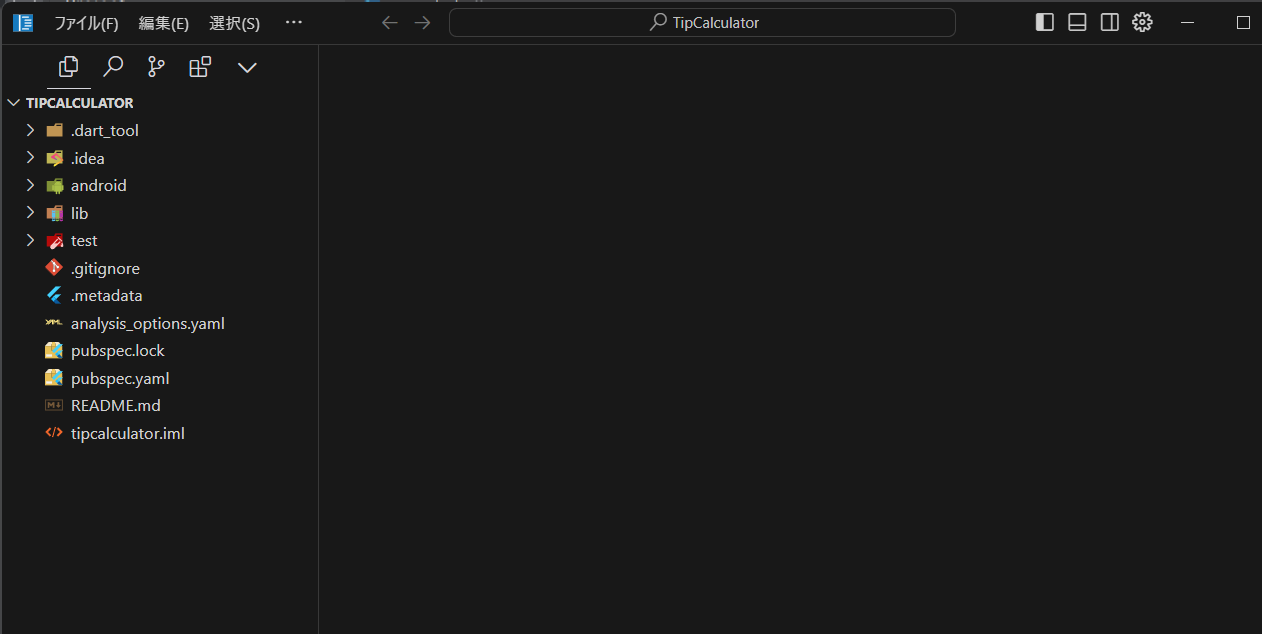 ファイル(F) 編集(E) 選択(S) ··· TipCalculator
TIPCALCULATOR
.dart_tool
.idea
android
lib
test
.gitignore
.metadata
analysis_options.yaml
pubspec.lock
pubspec.yaml
README.md
tipcalculator.iml